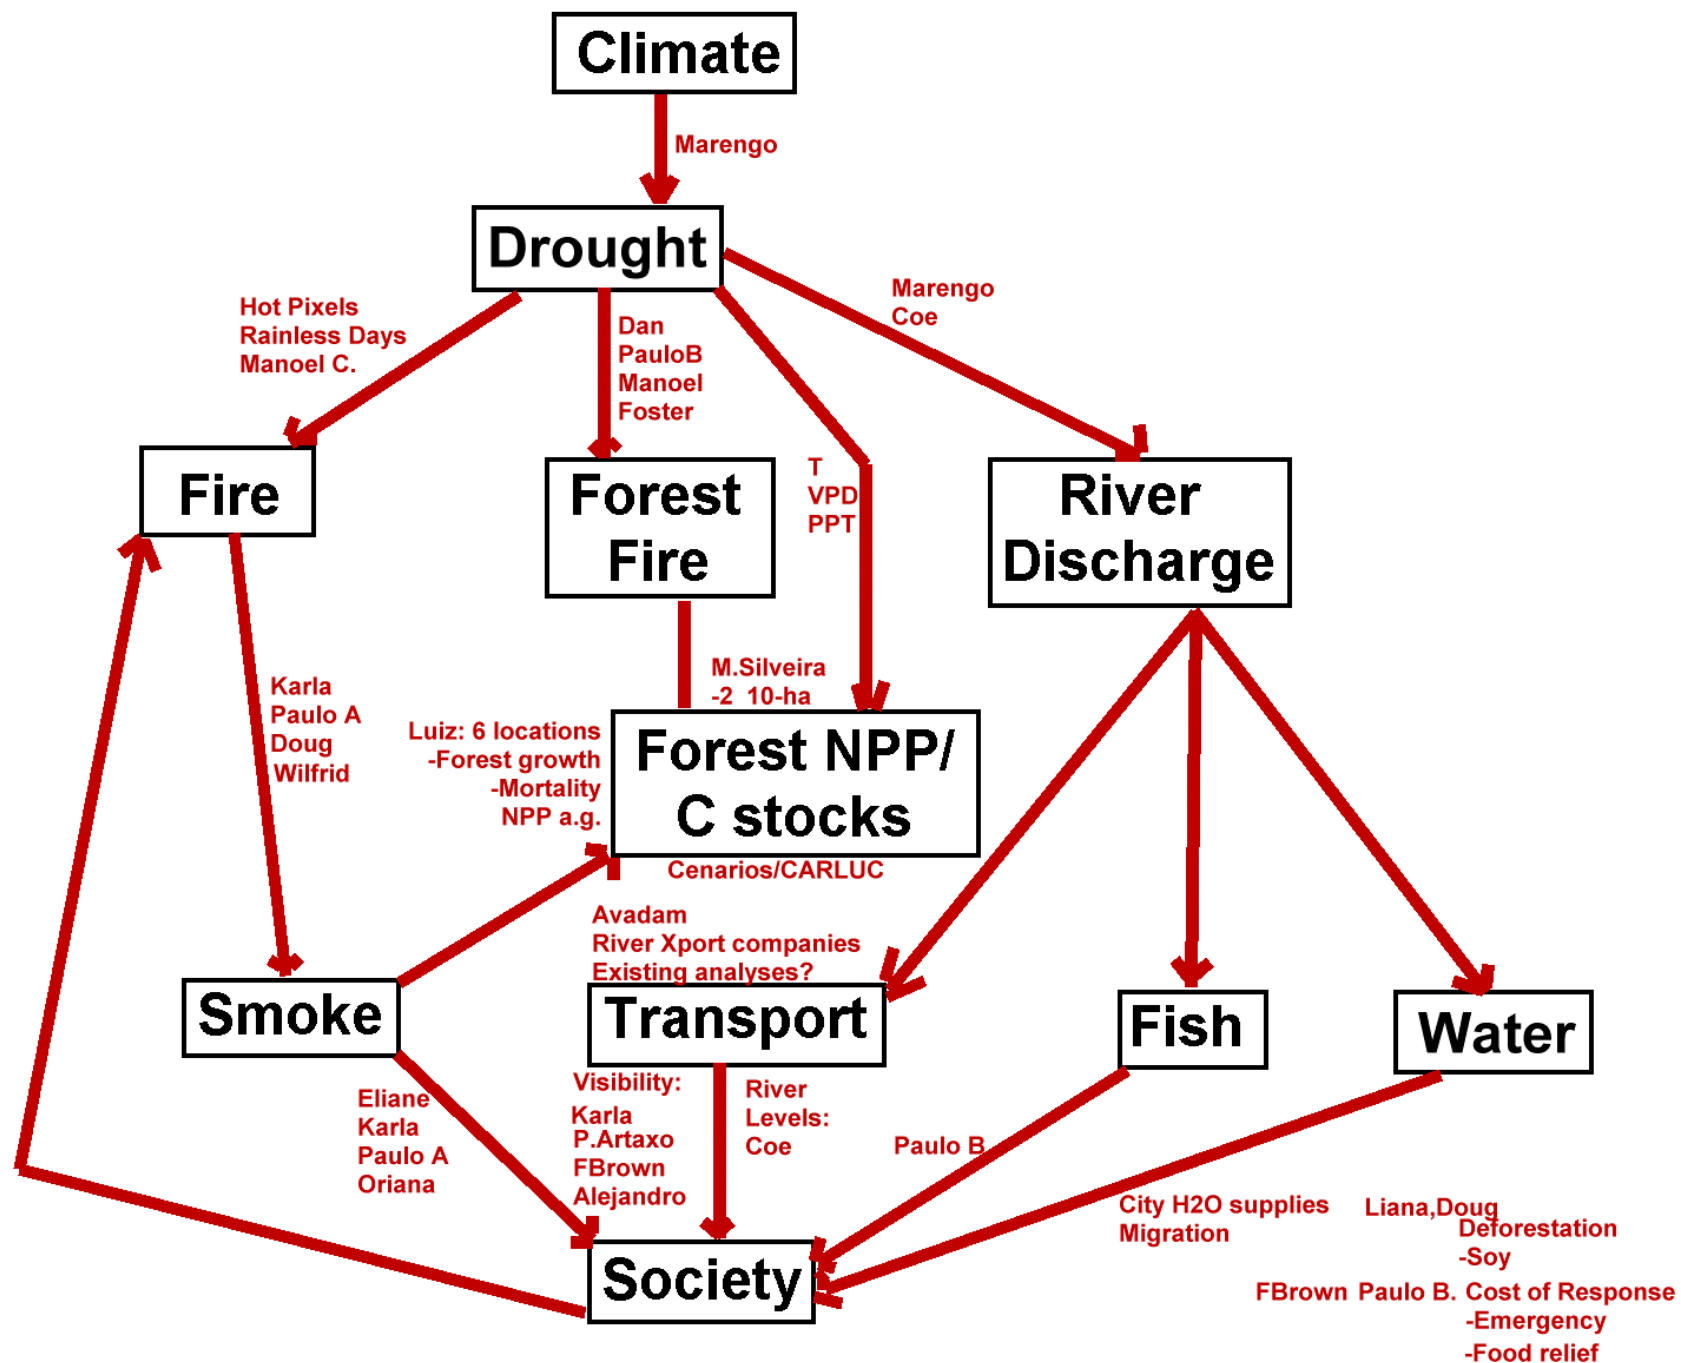 Climate
Marengo
Drought
Marengo
Coe
Hot Pixels
Rainless Days
Manoel C.
Dan
PauloB
Manoel
Foster
Fire
Forest
Fire
T
VPD
PPT
River
Discharge
Karla
Paulo A
Doug
Wilfrid
M.Silveira
-2 10-ha
Luiz: 6 locations
-Forest growth
-Mortality
NPP a.g.
Forest NPP/
C stocks
Cenarios/CARLUC
Avadam
River Xport companies
Existing analyses?
Smoke
Transport
Fish
Water
Eliane
Karla
Paulo A
Oriana
Visibility:
Karla
P.Artaxo
FBrown
Alejandro
River
Levels:
Coe
Paulo B
City H2O supplies
Migration
Liana,Doug
Deforestation
-Soy
Society
FBrown Paulo B. Cost of Response
-Emergency
-Food relief